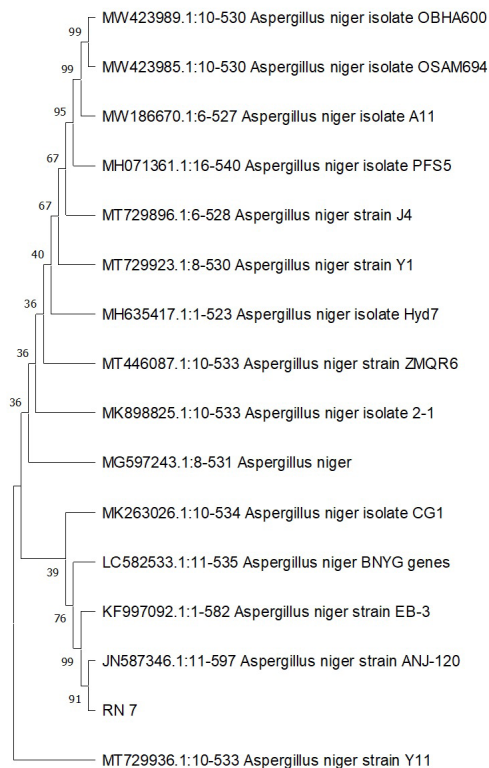 99
MW423989.1:10-530 Aspergillus niger isolate OBHA600
99
MW423985.1:10-530 Aspergillus niger isolate OSAM694
95
MW186670.1:6-527 Aspergillus niger isolate A11
67
MH071361.1:16-540 Aspergillus niger isolate PFS5
67
MT729896.1:6-528 Aspergillus niger strain J4
40
MT729923.1:8-530 Aspergillus niger strain Y1
36
MH635417.1:1-523 Aspergillus niger isolate Hyd7
36
MT446087.1:10-533 Aspergillus niger strain ZMQR6
36
MK898825.1:10-533 Aspergillus niger isolate 2-1
MG597243.1:8-531 Aspergillus niger
MK263026.1:10-534 Aspergillus niger isolate CG1
39
LC582533.1:11-535 Aspergillus niger BNYG genes
76
KF997092.1:1-582 Aspergillus niger strain EB-3
99
JN587346.1:11-597 Aspergillus niger strain ANJ-120
91
RN 7
MT729936.1:10-533 Aspergillus niger strain Y11